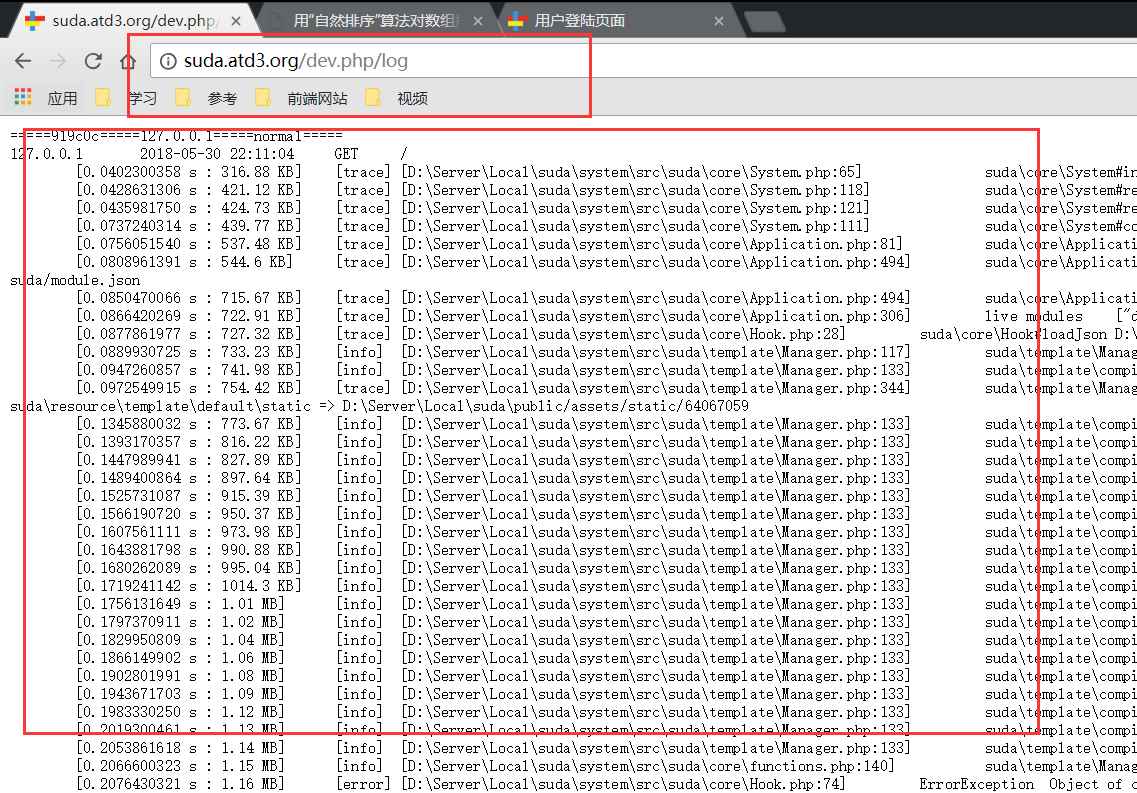 suda.atd3.org/dev.php/
用“自然排序”算法对数组
用户登陆页面
suda.atd3.org/dev.php/log
应用 学习 参考 前端网站 视频
=====919c0c=====127.0.0.1=====normal=====
127.0.0.1 2018-05-30 22:11:04 GET /
[0.0402300358 s : 316.88 KB] [trace] [D:\Server\Local\suda\system\src\suda\core\System.php:65] suda\core\System#in
[0.0428631306 s : 421.12 KB] [trace] [D:\Server\Local\suda\system\src\suda\core\System.php:118] suda\core\System#re
[0.0435981750 s : 424.73 KB] [trace] [D:\Server\Local\suda\system\src\suda\core\System.php:121] suda\core\System#re
[0.0737240314 s : 439.77 KB] [trace] [D:\Server\Local\suda\system\src\suda\core\System.php:111] suda\core\System#co
[0.0756051540 s : 537.48 KB] [trace] [D:\Server\Local\suda\system\src\suda\core\Application.php:81] suda\core\Applicati
[0.0808961391 s : 544.6 KB] [trace] [D:\Server\Local\suda\system\src\suda\core\Application.php:494] suda\core\Applicati
suda/module.json
[0.0850470066 s : 715.67 KB] [trace] [D:\Server\Local\suda\system\src\suda\core\Application.php:494] suda\core\Applicati
[0.0866420269 s : 722.91 KB] [trace] [D:\Server\Local\suda\system\src\suda\core\Application.php:306] live modules ["d
[0.0877861977 s : 727.32 KB] [trace] [D:\Server\Local\suda\system\src\suda\core\Hook.php:28] suda\core\Hook#loadJson D:\
[0.0889930725 s : 733.23 KB] [info] [D:\Server\Local\suda\system\src\suda\template\Manager.php:117] suda\template\Manag
[0.0947260857 s : 741.98 KB] [info] [D:\Server\Local\suda\system\src\suda\template\Manager.php:133] suda\template\compi
[0.0972549915 s : 754.42 KB] [trace] [D:\Server\Local\suda\system\src\suda\template\Manager.php:344] suda\template\Manag
suda\resource\template\default\static => D:\Server\Local\suda\public/assets/static/64067059
[0.1345880032 s : 773.67 KB] [info] [D:\Server\Local\suda\system\src\suda\template\Manager.php:133] suda\template\compi
[0.1393170357 s : 816.22 KB] [info] [D:\Server\Local\suda\system\src\suda\template\Manager.php:133] suda\template\compi
[0.1447989941 s : 827.89 KB] [info] [D:\Server\Local\suda\system\src\suda\template\Manager.php:133] suda\template\compi
[0.1489400864 s : 897.64 KB] [info] [D:\Server\Local\suda\system\src\suda\template\Manager.php:133] suda\template\compi
[0.1525731087 s : 915.39 KB] [info] [D:\Server\Local\suda\system\src\suda\template\Manager.php:133] suda\template\compi
[0.1566190720 s : 950.37 KB] [info] [D:\Server\Local\suda\system\src\suda\template\Manager.php:133] suda\template\compi
[0.1607561111 s : 973.98 KB] [info] [D:\Server\Local\suda\system\src\suda\template\Manager.php:133] suda\template\compi
[0.1643881798 s : 990.88 KB] [info] [D:\Server\Local\suda\system\src\suda\template\Manager.php:133] suda\template\compi
[0.1680262089 s : 995.04 KB] [info] [D:\Server\Local\suda\system\src\suda\template\Manager.php:133] suda\template\compi
[0.1719241142 s : 1014.3 KB] [info] [D:\Server\Local\suda\system\src\suda\template\Manager.php:133] suda\template\compi
[0.1756131649 s : 1.01 MB] [info] [D:\Server\Local\suda\system\src\suda\template\Manager.php:133] suda\template\compi
[0.1797370911 s : 1.02 MB] [info] [D:\Server\Local\suda\system\src\suda\template\Manager.php:133] suda\template\compi
[0.1829950809 s : 1.04 MB] [info] [D:\Server\Local\suda\system\src\suda\template\Manager.php:133] suda\template\compi
[0.1866149902 s : 1.06 MB] [info] [D:\Server\Local\suda\system\src\suda\template\Manager.php:133] suda\template\compi
[0.1902801991 s : 1.08 MB] [info] [D:\Server\Local\suda\system\src\suda\template\Manager.php:133] suda\template\compi
[0.1943671703 s : 1.09 MB] [info] [D:\Server\Local\suda\system\src\suda\template\Manager.php:133] suda\template\compi
[0.1983330250 s : 1.12 MB] [info] [D:\Server\Local\suda\system\src\suda\template\Manager.php:133] suda\template\compi
[0.2019300461 s : 1.13 MB] [info] [D:\Server\Local\suda\system\src\suda\template\Manager.php:133] suda\template\compi
[0.2053861618 s : 1.14 MB] [info] [D:\Server\Local\suda\system\src\suda\template\Manager.php:133] suda\template\compi
[0.2066600323 s : 1.15 MB] [info] [D:\Server\Local\suda\system\src\suda\core\functions.php:140] suda\template\Manag
[0.2076430321 s : 1.16 MB] [error] [D:\Server\Local\suda\system\src\suda\core\Hook.php:74] ErrorException Object of c